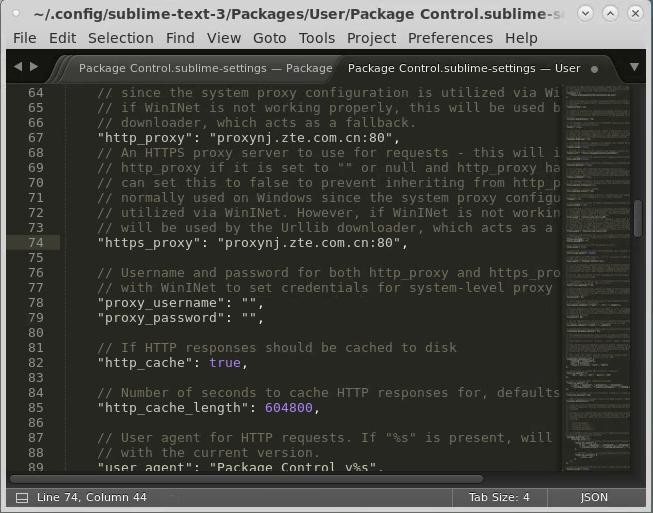 ~/.config/sublime-text-3/Packages/User/Package Control.sublime-s
File Edit Selection Find View Goto Tools Project Preferences Help
Package Control.sublime-settings — Package Package Control.sublime-settings — User
64 // since the system proxy configuration is utilized via Wi
65 // if WinINet is not working properly, this will be used b
66 // downloader, which acts as a fallback.
67 "http_proxy": "proxynj.zte.com.cn:80",
68 // An HTTPS proxy server to use for requests - this will i
69 // http_proxy if it is set to "" or null and http_proxy ha
70 // can set this to false to prevent inheriting from http_p
71 // normally used on Windows since the system proxy configu
72 // utilized via WinINet. However, if WinINet is not workin
73 // will be used by the Urllib downloader, which acts as a
74 "https_proxy": "proxynj.zte.com.cn:80",
75
76 // Username and password for both http_proxy and https_pro
77 // with WinINet to set credentials for system-level proxy
78 "proxy_username": "",
79 "proxy_password": "",
80
81 // If HTTP responses should be cached to disk
82 "http_cache": true,
83
84 // Number of seconds to cache HTTP responses for, defaults
85 "http_cache_length": 604800,
86
87 // User agent for HTTP requests. If "%s" is present, will
88 // with the current version.
89 "user_agent": "Package Control v%s",
Line 74, Column 44 Tab Size: 4 JSON